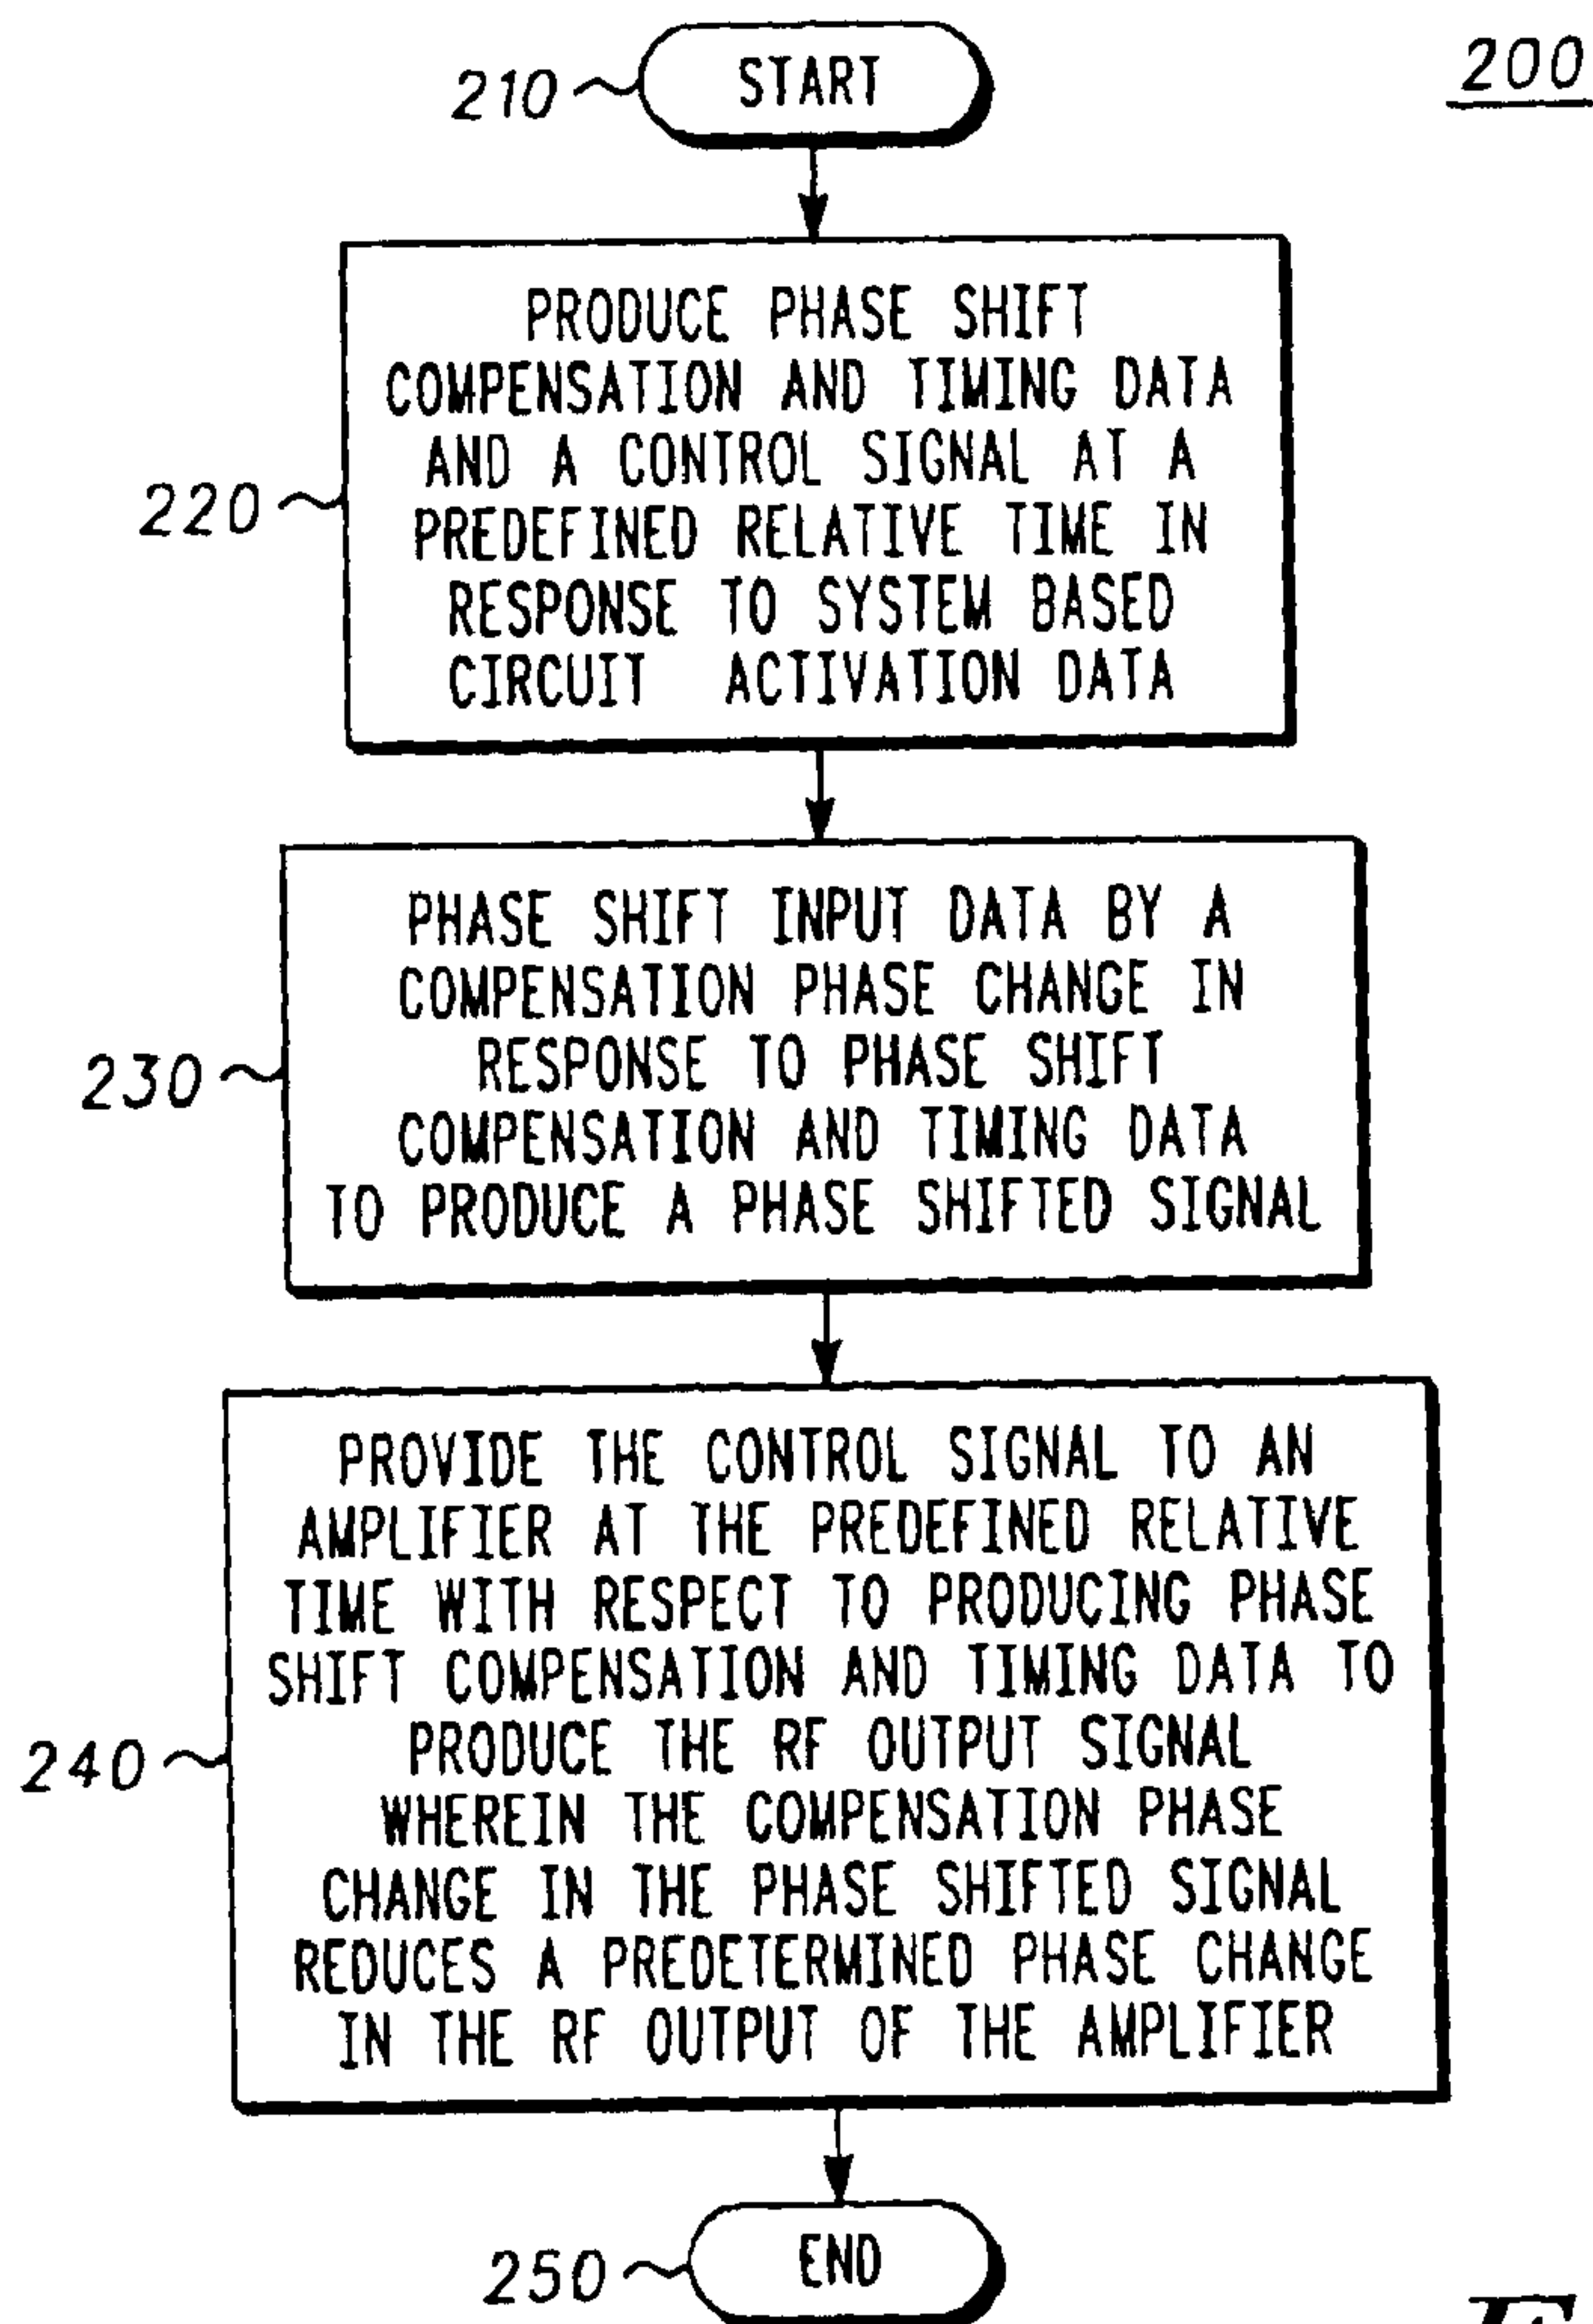 200
210
START
PRODUCE PHASE SHIFT
COMPENSATION AND TIMING DATA
AND A CONTROL SIGNAL AT A
PREDEFINED RELATIVE TIME IN
RESPONSE TO SYSTEM BASED
CIRCUIT ACTIVATION DATA
220
PHASE SHIFT INPUT DATA BY A
COMPENSATION PHASE CHANGE IN
RESPONSE TO PHASE SHIFT
COMPENSATION AND TIMING DATA
TO PRODUCE A PHASE SHIFTED SIGNAL
230
PROVIDE THE CONTROL SIGNAL TO AN
AMPLIFIER AT THE PREDEFINED RELATIVE
TIME WITH RESPECT TO PRODUCING PHASE
SHIFT COMPENSATION AND TIMING DATA TO
PRODUCE THE RF OUTPUT SIGNAL
WHEREIN THE COMPENSATION PHASE
CHANGE IN THE PHASE SHIFTED SIGNAL
REDUCES A PREDETERMINED PHASE CHANGE
IN THE RF OUTPUT OF THE AMPLIFIER
240
END
250